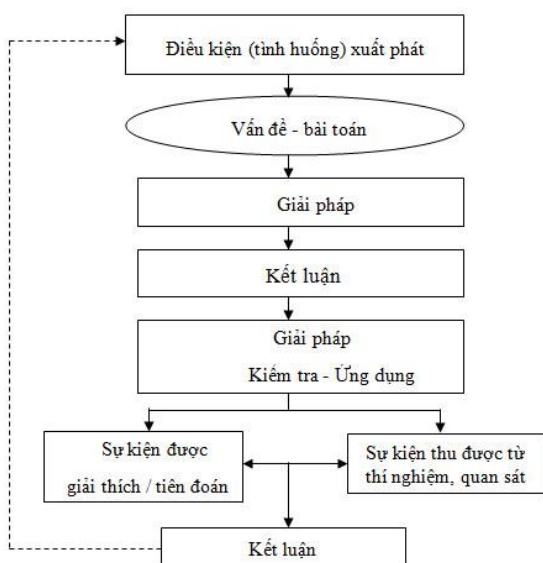 Điều kiện (tình huống) xuất phát
Vấn đề - bài toán
Giải pháp
Kết luận
Giải pháp
Kiểm tra - Ứng dụng
Sự kiện được
giải thích / tiên đoán
Sự kiện thu được từ
thí nghiệm, quan sát
Kết luận